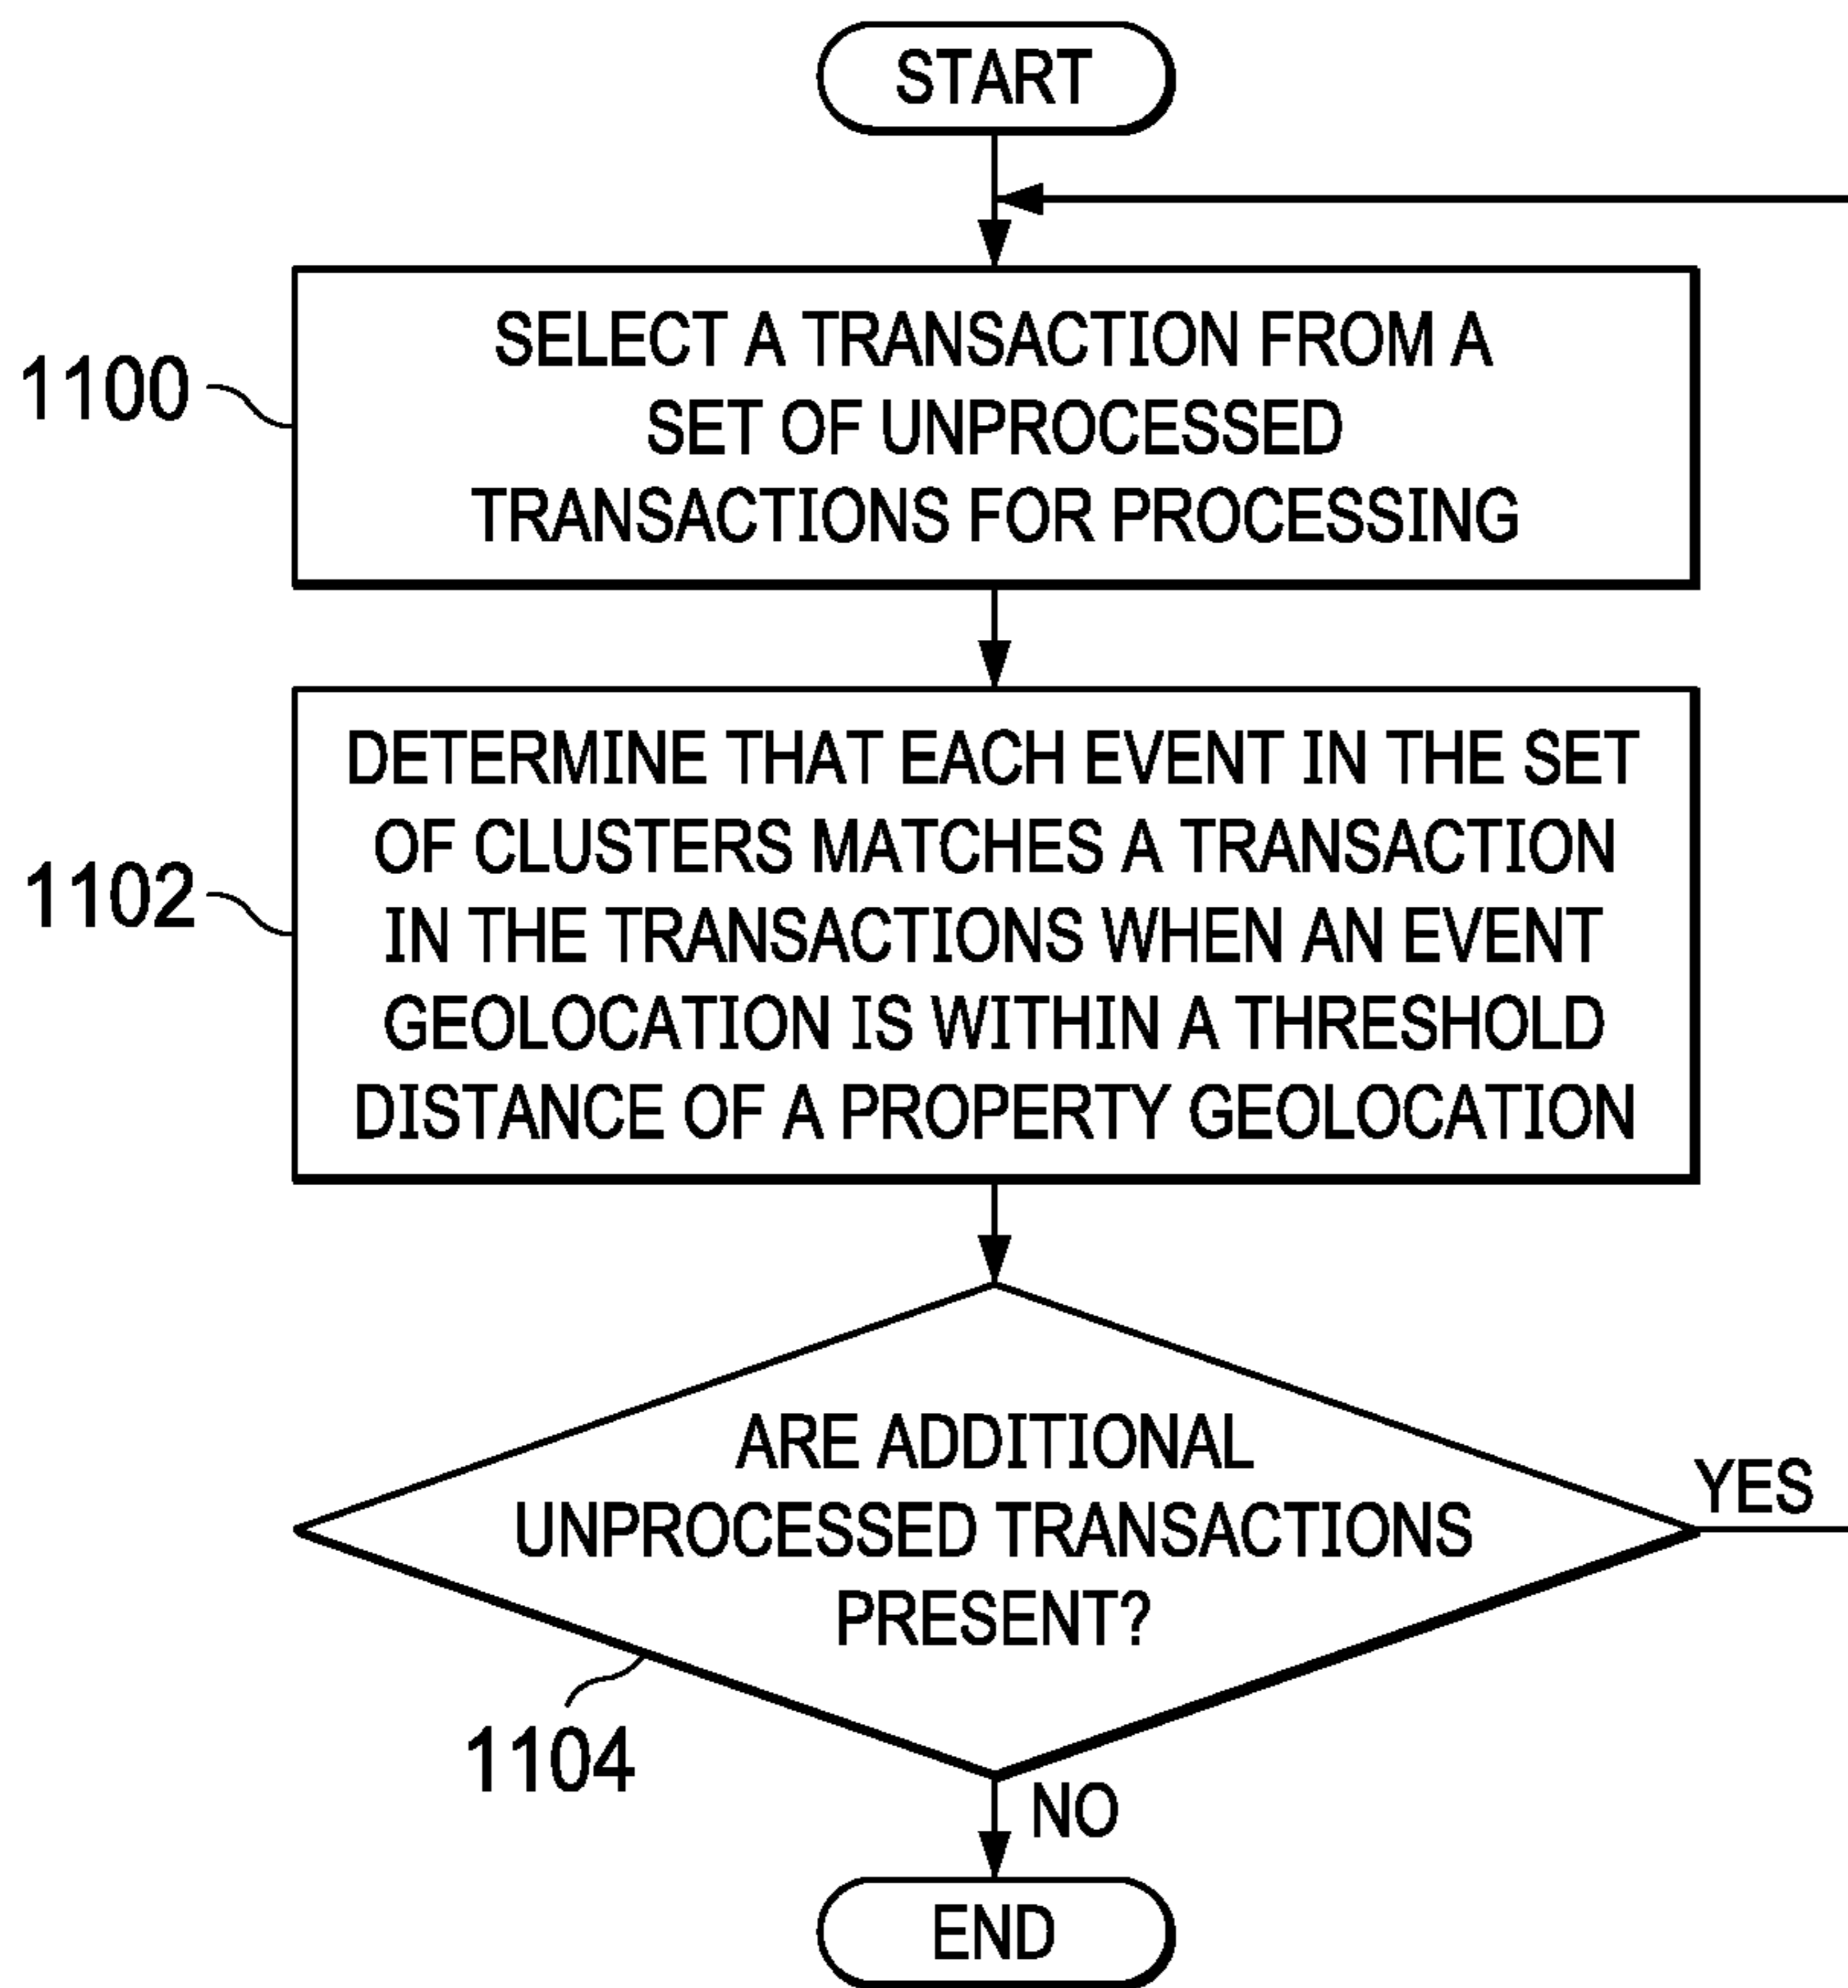 START
SELECT A TRANSACTION FROM A
SET OF UNPROCESSED
TRANSACTIONS FOR PROCESSING
1100
DETERMINE THAT EACH EVENT IN THE SET
OF CLUSTERS MATCHES A TRANSACTION
IN THE TRANSACTIONS WHEN AN EVENT
GEOLOCATION IS WITHIN A THRESHOLD
DISTANCE OF A PROPERTY GEOLOCATION
1102
ARE ADDITIONAL
UNPROCESSED TRANSACTIONS
PRESENT?
YES
1104
NO
END